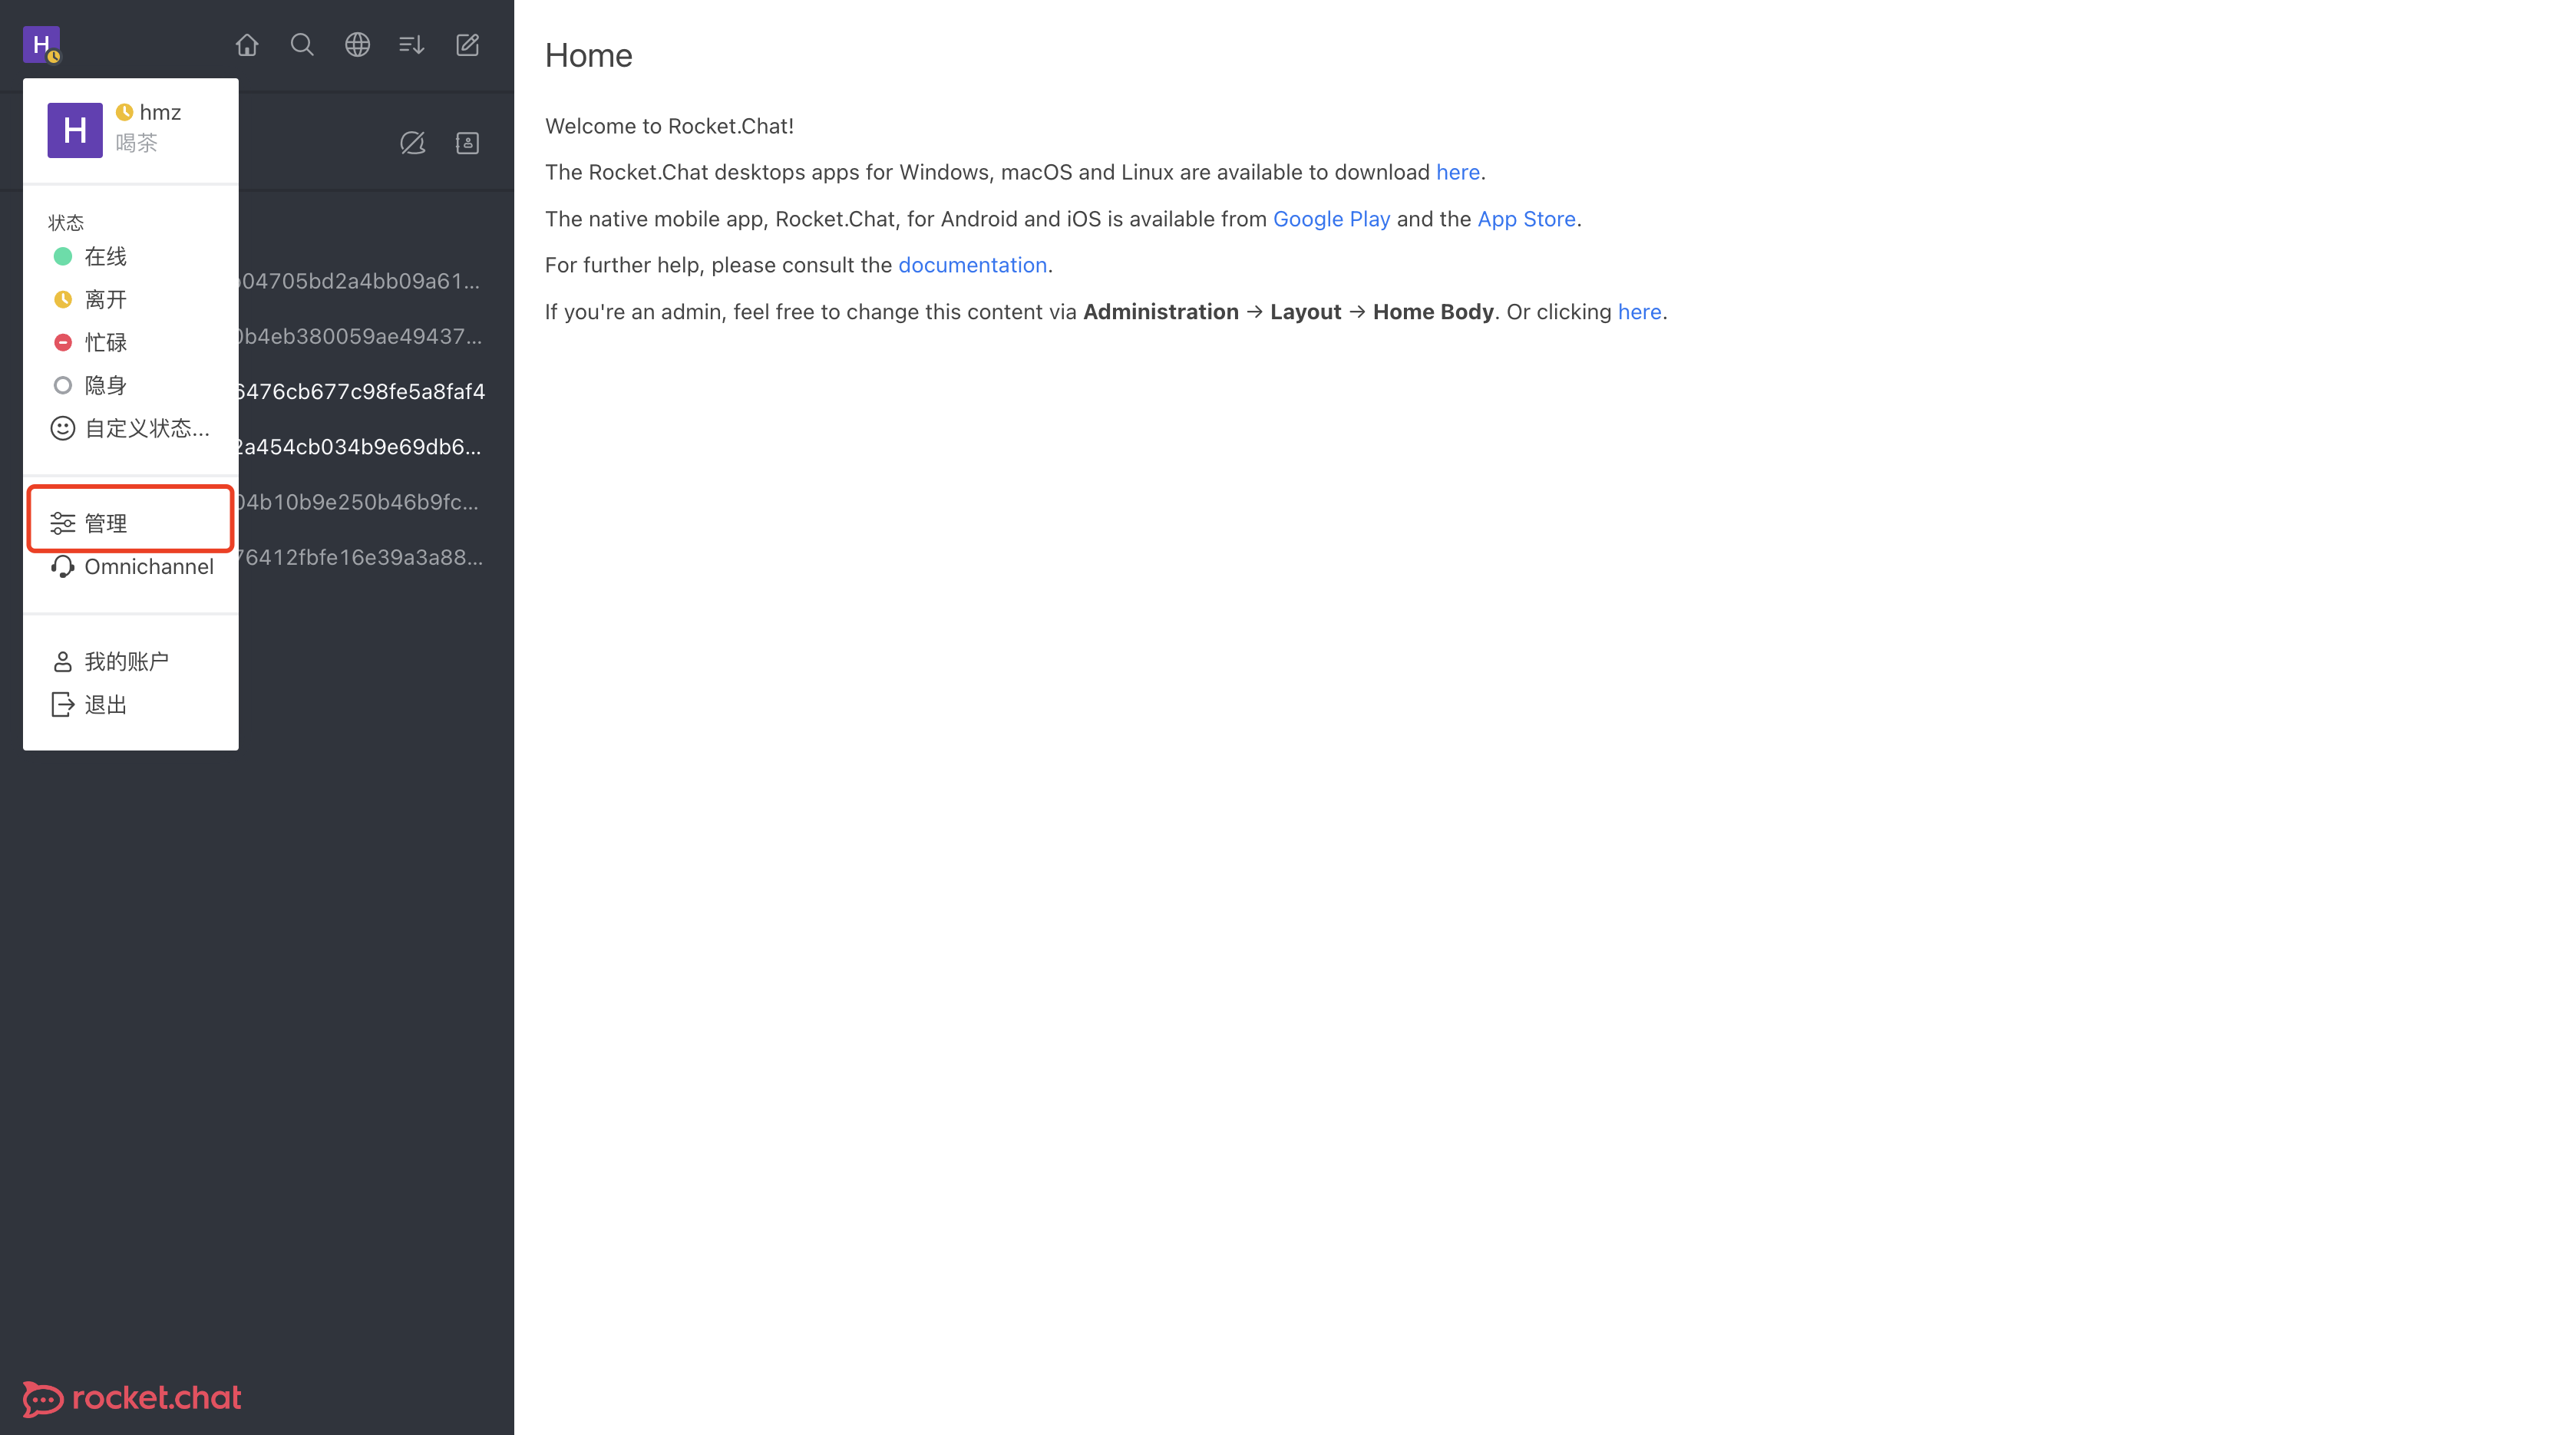 H
H
hmz
喝茶
状态
在线
离开
忙碌
隐身
自定义状态...
管理
Omnichannel
我的账户
退出
04705bd2a4bb09a61...
b4eb380059ae49437...
6476cb677c98fe5a8faf4
2a454cb034b9e69db6...
04b10b9e250b46b9fc...
76412fbfe16e39a3a88...
rocket.chat
Home
Welcome to Rocket.Chat!
The Rocket.Chat desktops apps for Windows, macOS and Linux are available to download here.
The native mobile app, Rocket.Chat, for Android and iOS is available from Google Play and the App Store.
For further help, please consult the documentation.
If you're an admin, feel free to change this content via Administration → Layout → Home Body. Or clicking here.